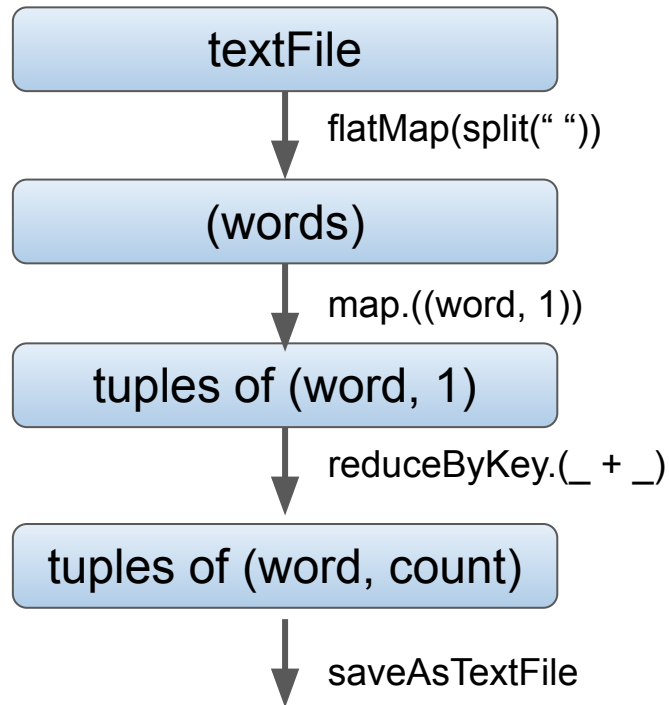 textFile
flatMap(split(“ “))
(words)
map.((word, 1))
tuples of (word, 1)
reduceByKey.(_ + _)
tuples of (word, count)
saveAsTextFile